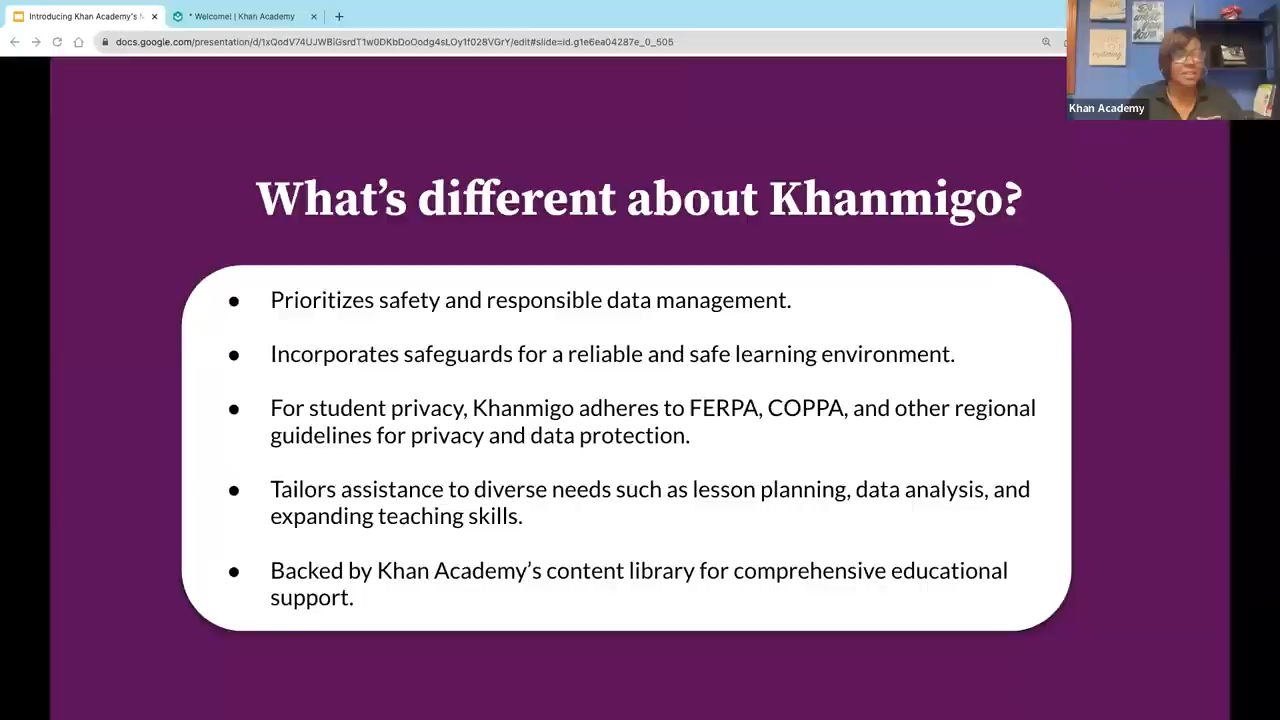 Introducing Khan Academy's
* Welcome! | Khan Academy
docs.google.com/presentation/d/1xQodV74UJWBiGsrdT1w0DKbDoOodg4sLOy1f028VGrY/edit#slide=id.g1e6ea04287e_0_505
Khan Academy
What's different about Khanmigo?
● Prioritizes safety and responsible data management.
● Incorporates safeguards for a reliable and safe learning environment.
● For student privacy, Khanmigo adheres to FERPA, COPPA, and other regional
guidelines for privacy and data protection.
● Tailors assistance to diverse needs such as lesson planning, data analysis, and
expanding teaching skills.
● Backed by Khan Academy's content library for comprehensive educational
support.